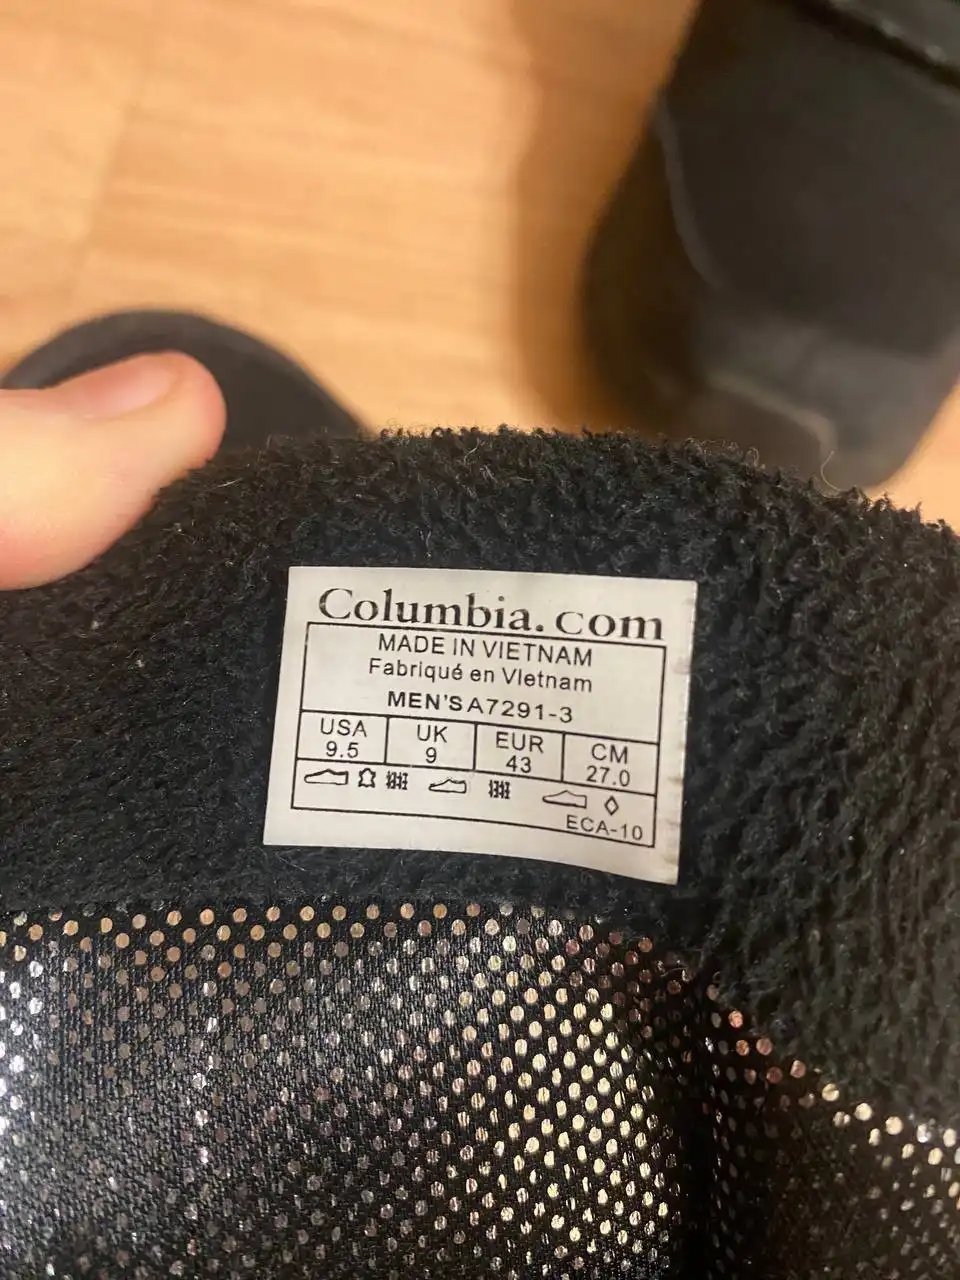 Columbia.com
MADE IN VIETNAM
Fabriqué en VIetnam
MEN'S A7291-3
USA UK EUR CM
9.5 9 43 27.0
ECA-10